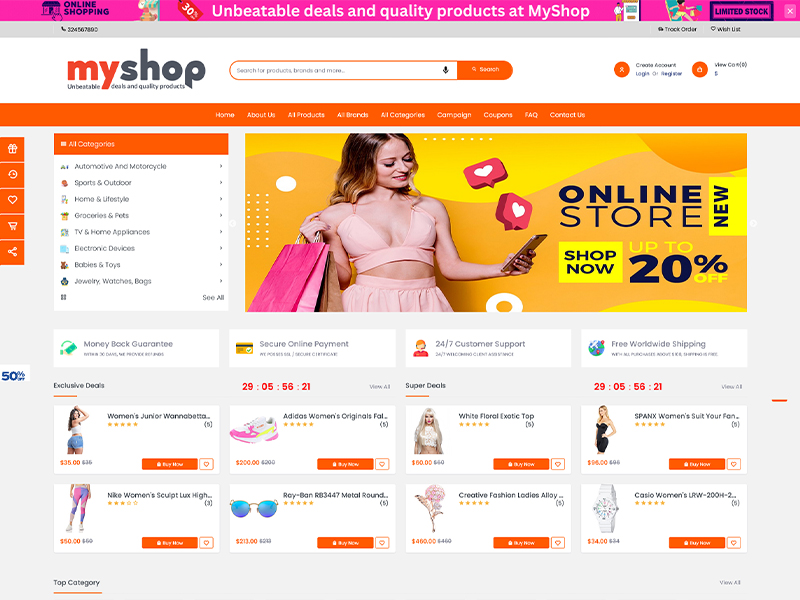 ONLINE SHOPPING
30%
Unbeatable deals and quality products at MyShop
LIMITED STOCK
324567890
Track Order
Wish List
myshop
Unbeatable deals and quality products
Search for products, brands and more...
Search
Create Account
Login Or Register
View Cart(0)
Home About Us All Products All Brands All Categories Campaign Coupons FAQ Contact Us
All Categories
Automotive And Motorcycle
Sports & Outdoor
Home & Lifestyle
Groceries & Pets
TV & Home Appliances
Electronic Devices
Babies & Toys
Jewelry, Watches, Bags
See All
ONLINE
STORE
NEW
SHOP NOW
UP TO
20%
OFF
Money Back Guarantee
WITHIN 30 DAYS, WE PROVIDE REFUNDS
Secure Online Payment
WE POSSES SSL / SECURE CERTIFICATE
24/7 Customer Support
24/7 WELCOMING CLIENT ASSISTANCE
Free Worldwide Shipping
50%
OFF
Exclusive Deals
29 : 05 : 56 : 21
View All
Super Deals
29 : 05 : 56 : 21
View All
Women's Junior Wannabetta...
(5)
$35.00 $35
Buy Now
Adidas Women's Originals Fal...
(5)
$200.00 $200
Buy Now
White Floral Exotic Top
(5)
$60.00 $60
Buy Now
SPANX Women's Suit Your Fan...
(5)
$96.00 $96
Buy Now
Nike Women's Sculpt Lux High...
(3)
$50.00 $50
Buy Now
Ray-Ban RB3447 Metal Round...
(5)
$213.00 $213
Buy Now
Creative Fashion Ladies Alloy ...
(5)
$460.00 $460
Buy Now
Casio Women's LRW-200H-2...
(5)
$34.00 $34
Buy Now
Top Category
View All